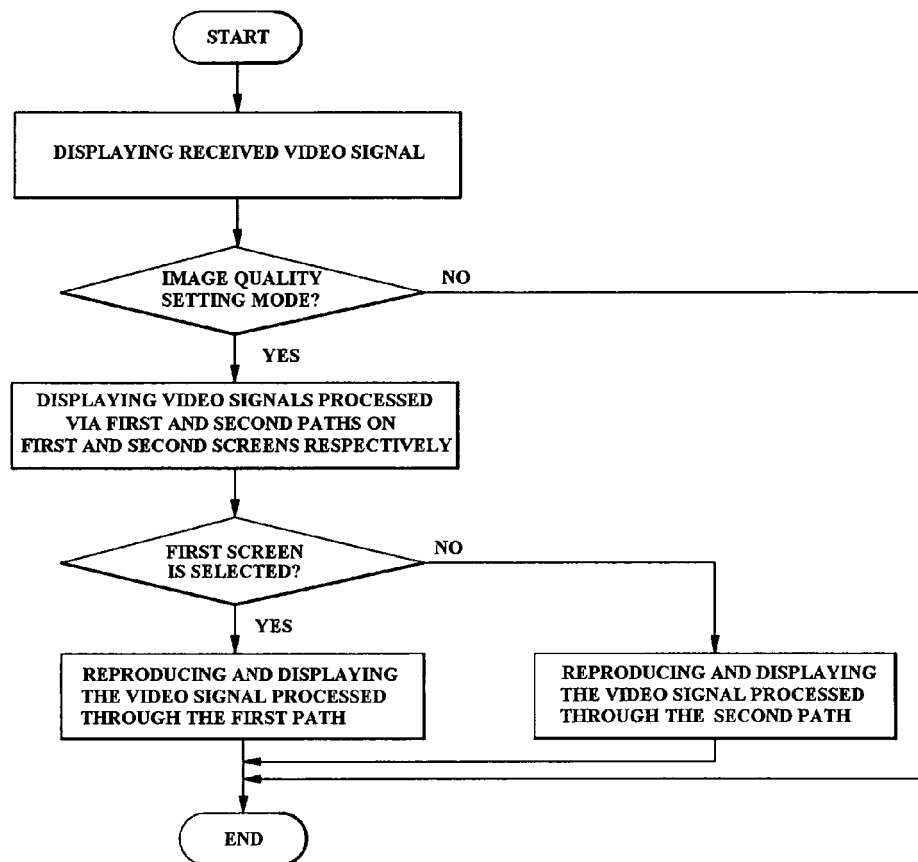 START
DISPLAYING RECEIVED VIDEO SIGNAL
IMAGE QUALITY
SETTING MODE?
NO
YES
DISPLAYING VIDEO SIGNALS PROCESSED
VIA FIRST AND SECOND PATHS ON
FIRST AND SECOND SCREENS RESPECTIVELY
FIRST SCREEN
IS SELECTED?
NO
YES
REPRODUCING AND DISPLAYING
THE VIDEO SIGNAL PROCESSED
THROUGH THE FIRST PATH
REPRODUCING AND DISPLAYING
THE VIDEO SIGNAL PROCESSED
THROUGH THE SECOND PATH
END